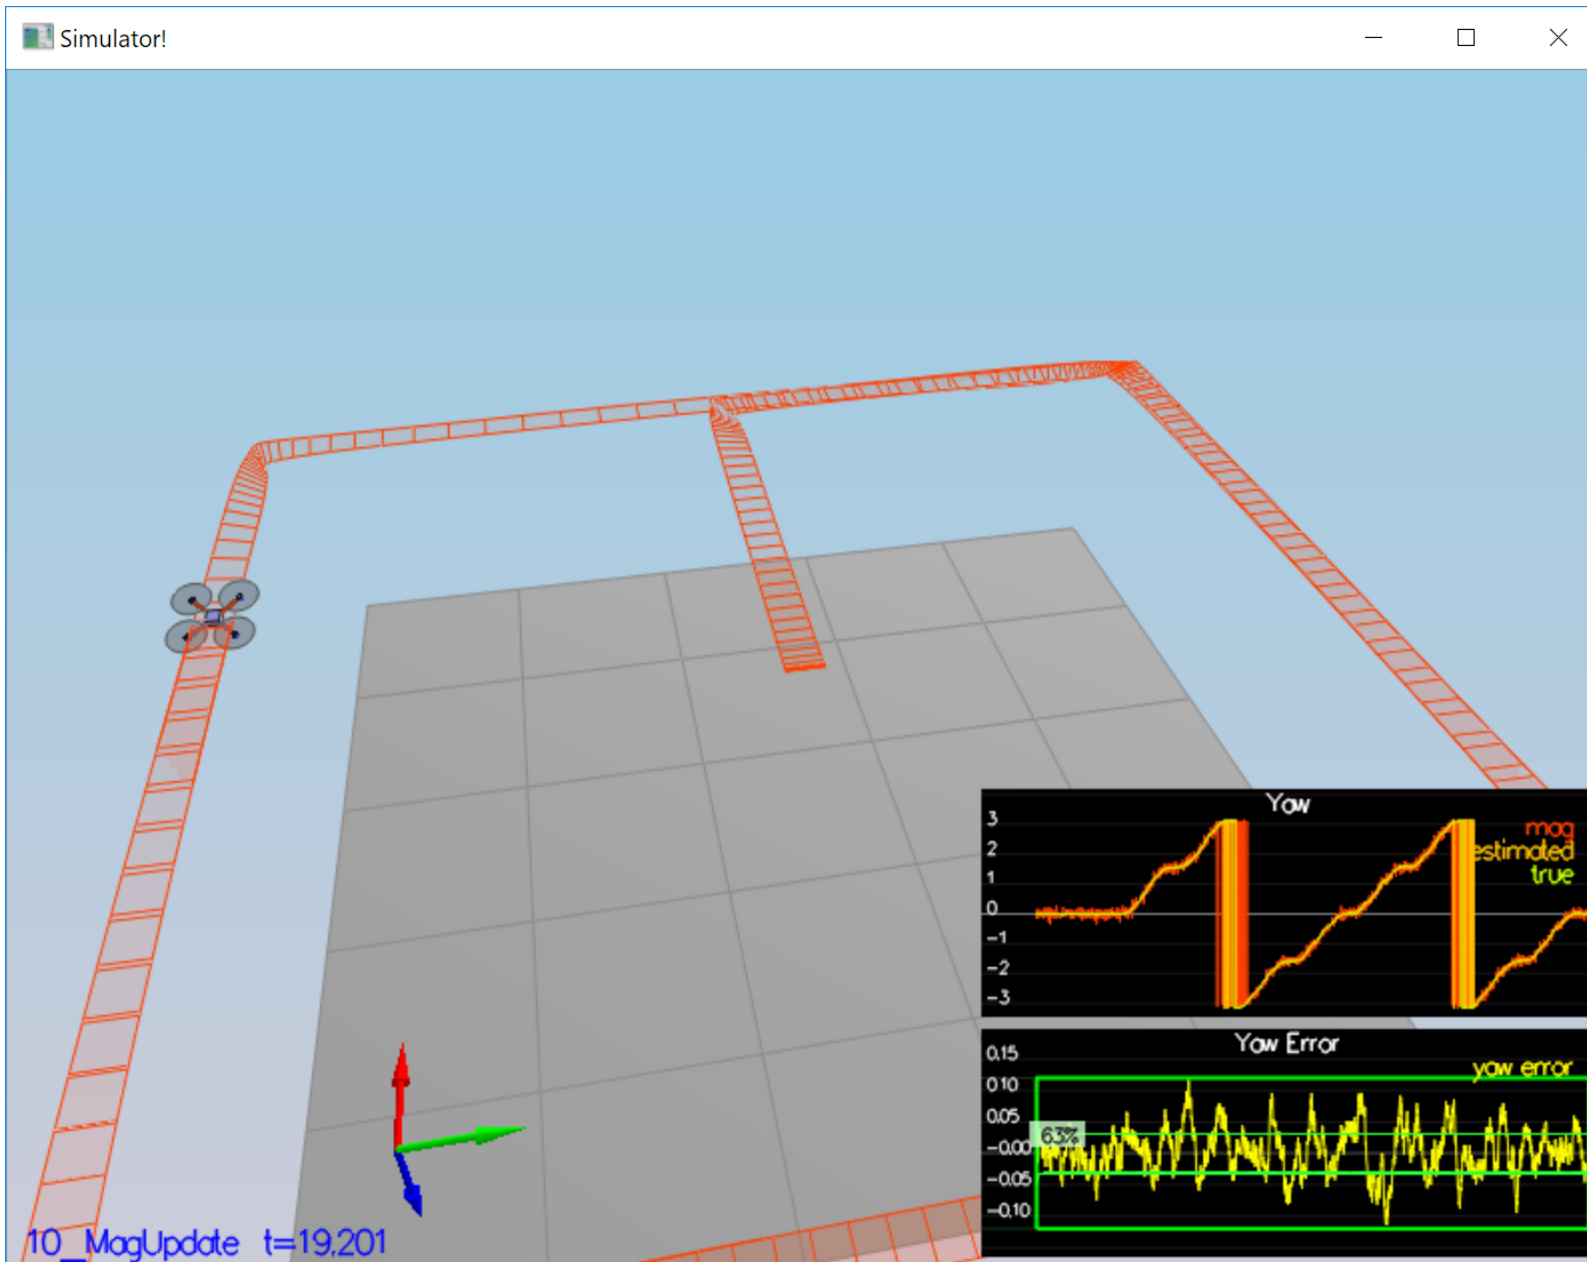 Simulator!
Yaw
3
mag
2
estimated
1
true
0
-1
-2
-3
Yaw Error
0.15
yaw error
0.10
0.05
63%
-0.00
-0.05
-0.10
10_MagUpdate t=19,201